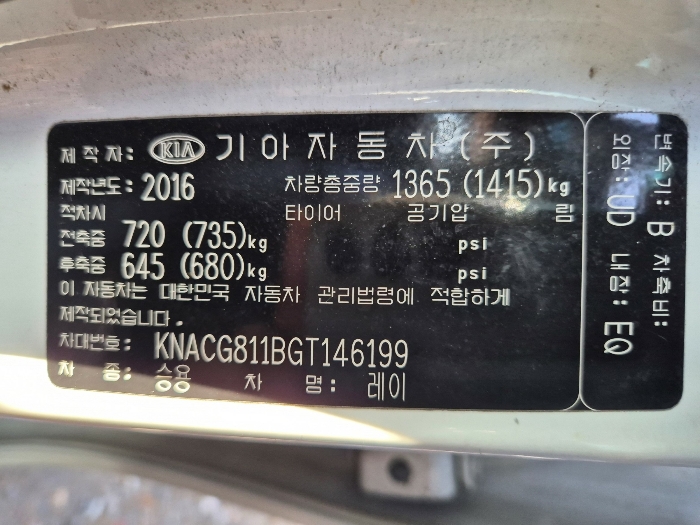 제 작 자: KIA 기아자동차(주)
제작년도: 2016 차량총중량 1365 (1415)kg
적차시 타이어 공기압 림
전축중 720 (735)kg psi
후축중 645 (680)kg psi
이 자동차는 대한민국 자동차 관리법령에 적합하게
제작되었습니다.
차대번호: KNACG811BGT146199
차 종: 승용 차 명: 레이
변속기: B 차축비:
외장: UD 내장: EQ